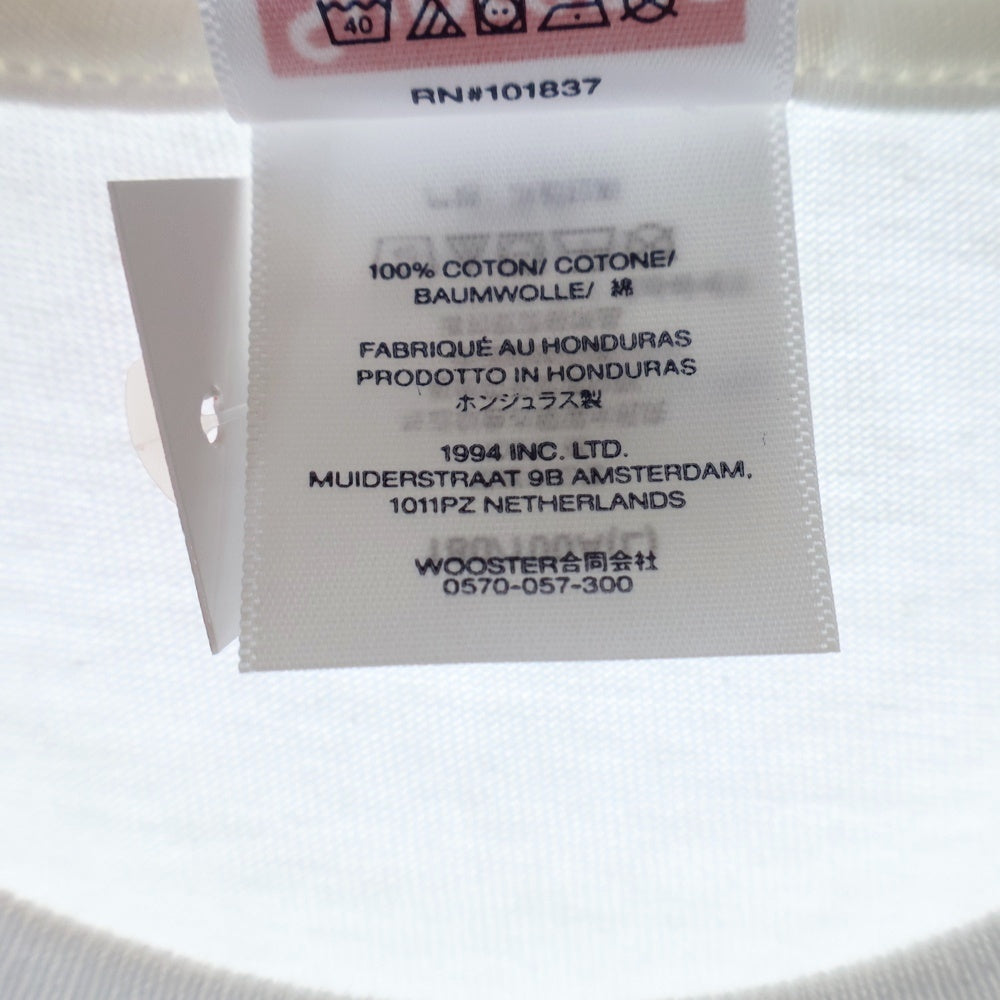 40
RN#101837
100% COTON/ COTONE/
BAUMWOLLE/ 綿
FABRIQUÉ AU HONDURAS
PRODOTTO IN HONDURAS
ホンジュラス製
1994 INC. LTD.
MUIDERSTRAAT 9B AMSTERDAM,
1011PZ NETHERLANDS
WOOSTER合同会社
0570-057-300